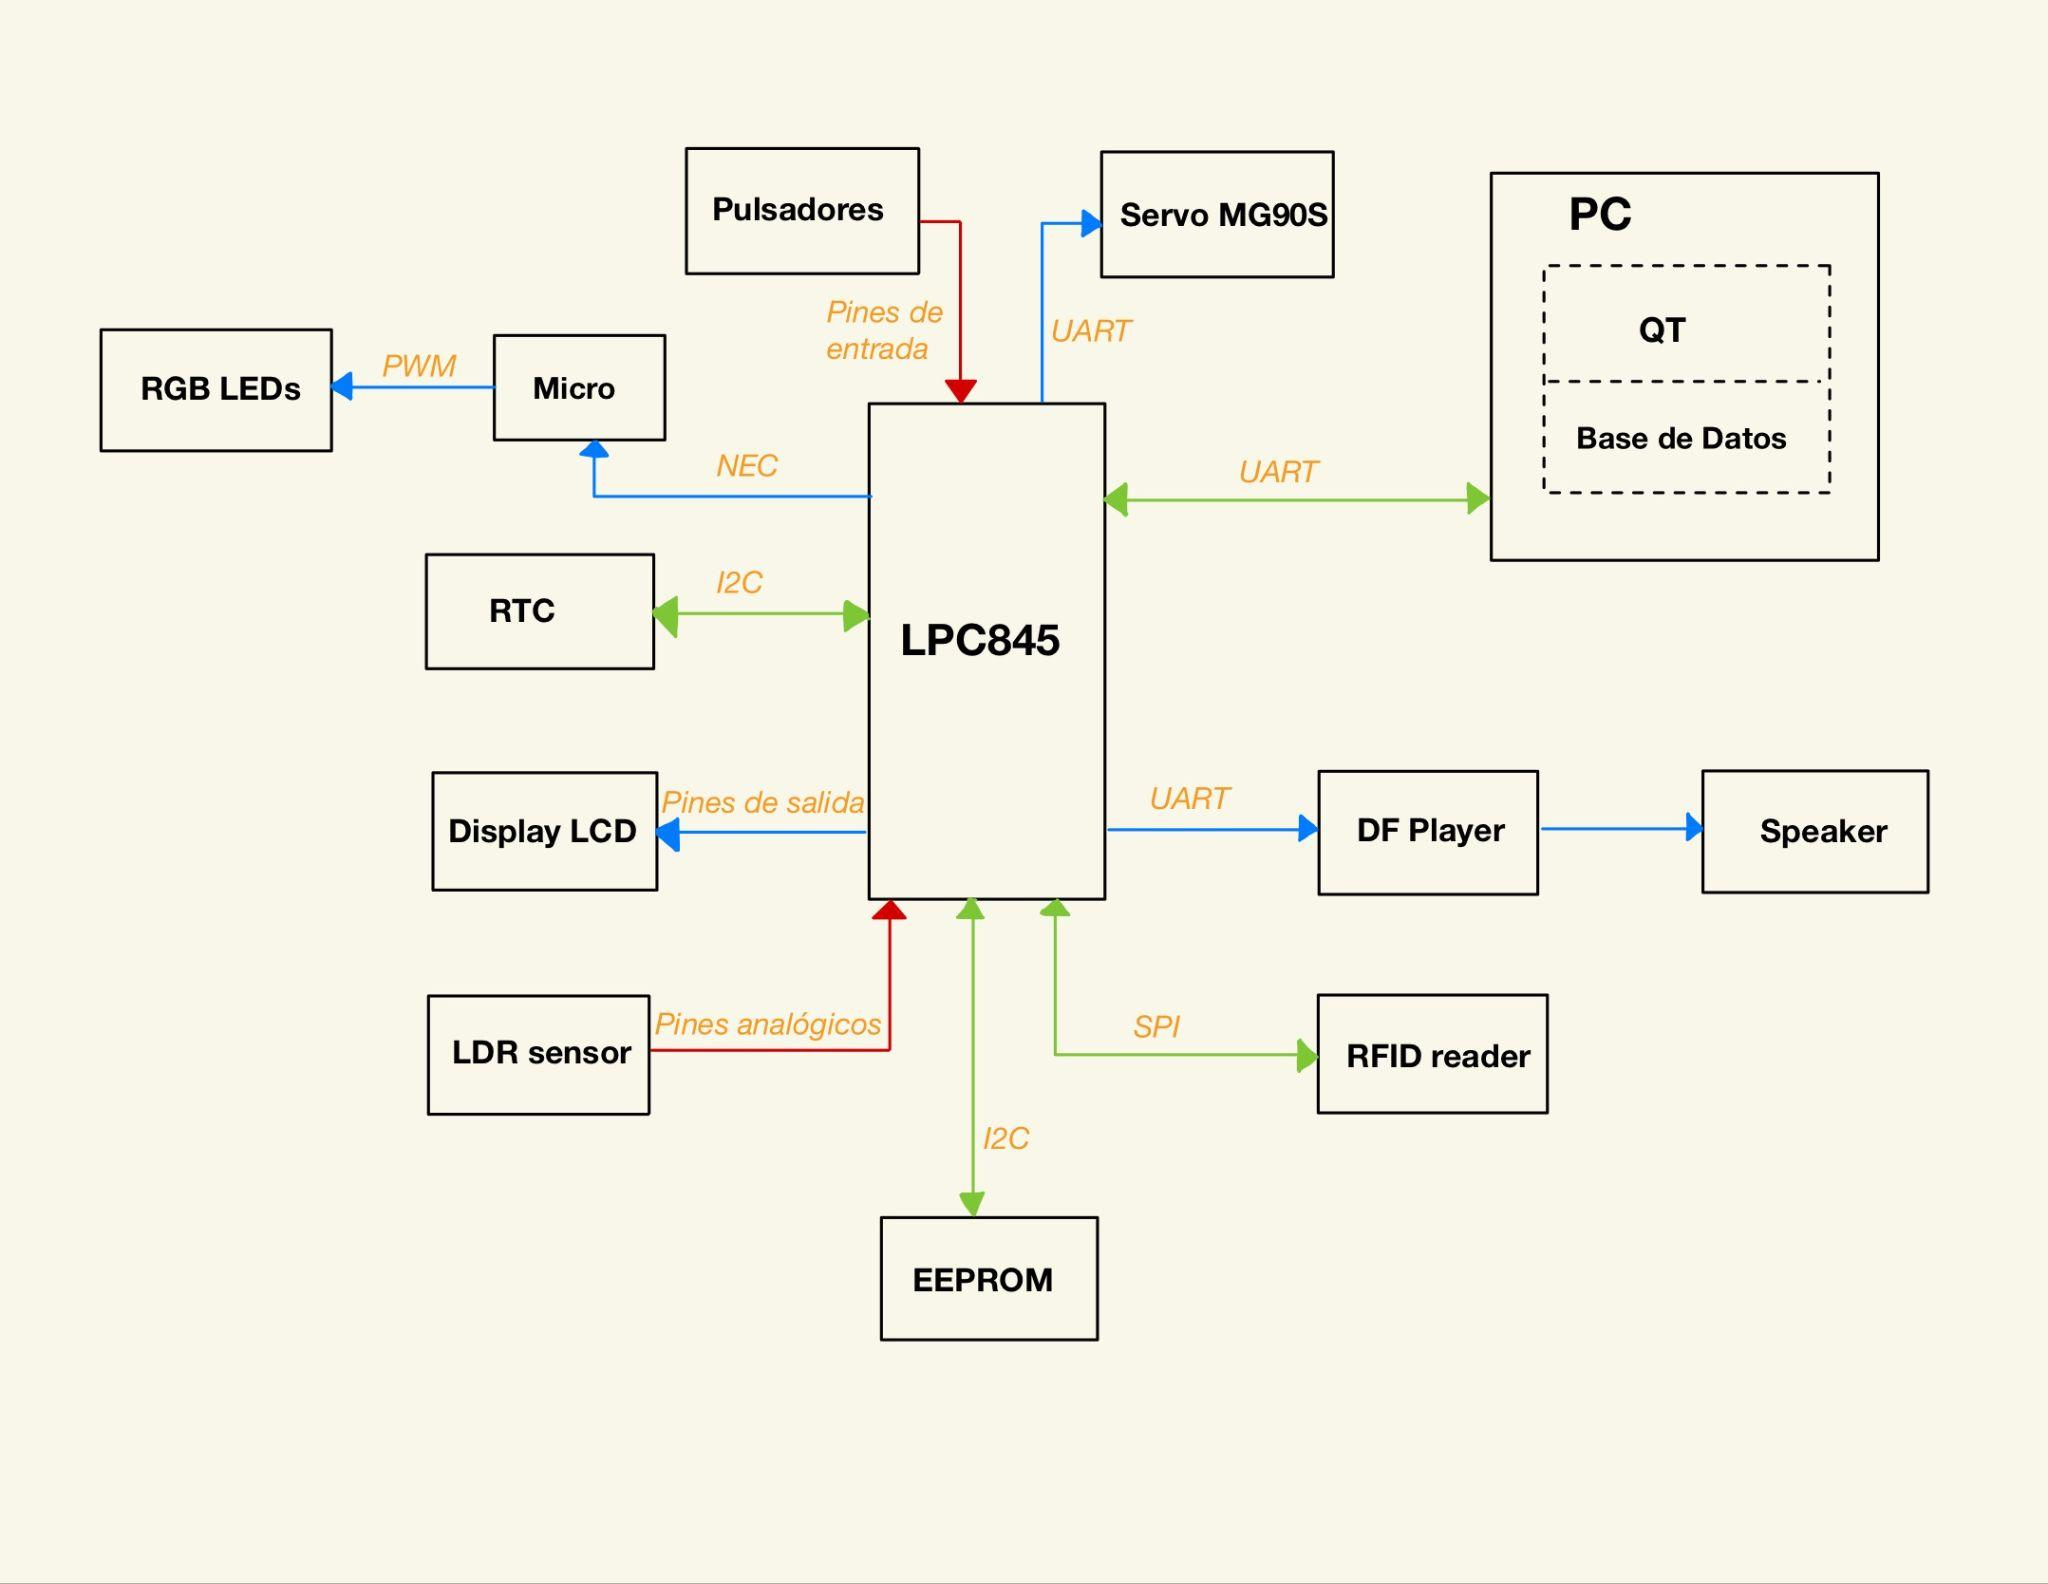 Pulsadores
Servo MG90S
PC
Pines de
entrada
UART
QT
RGB LEDs
PWM
Micro
Base de Datos
NEC
UART
RTC
I2C
LPC845
Display LCD
Pines de salida
UART
DF Player
Speaker
LDR sensor
Pines analógicos
SPI
RFID reader
I2C
EEPROM